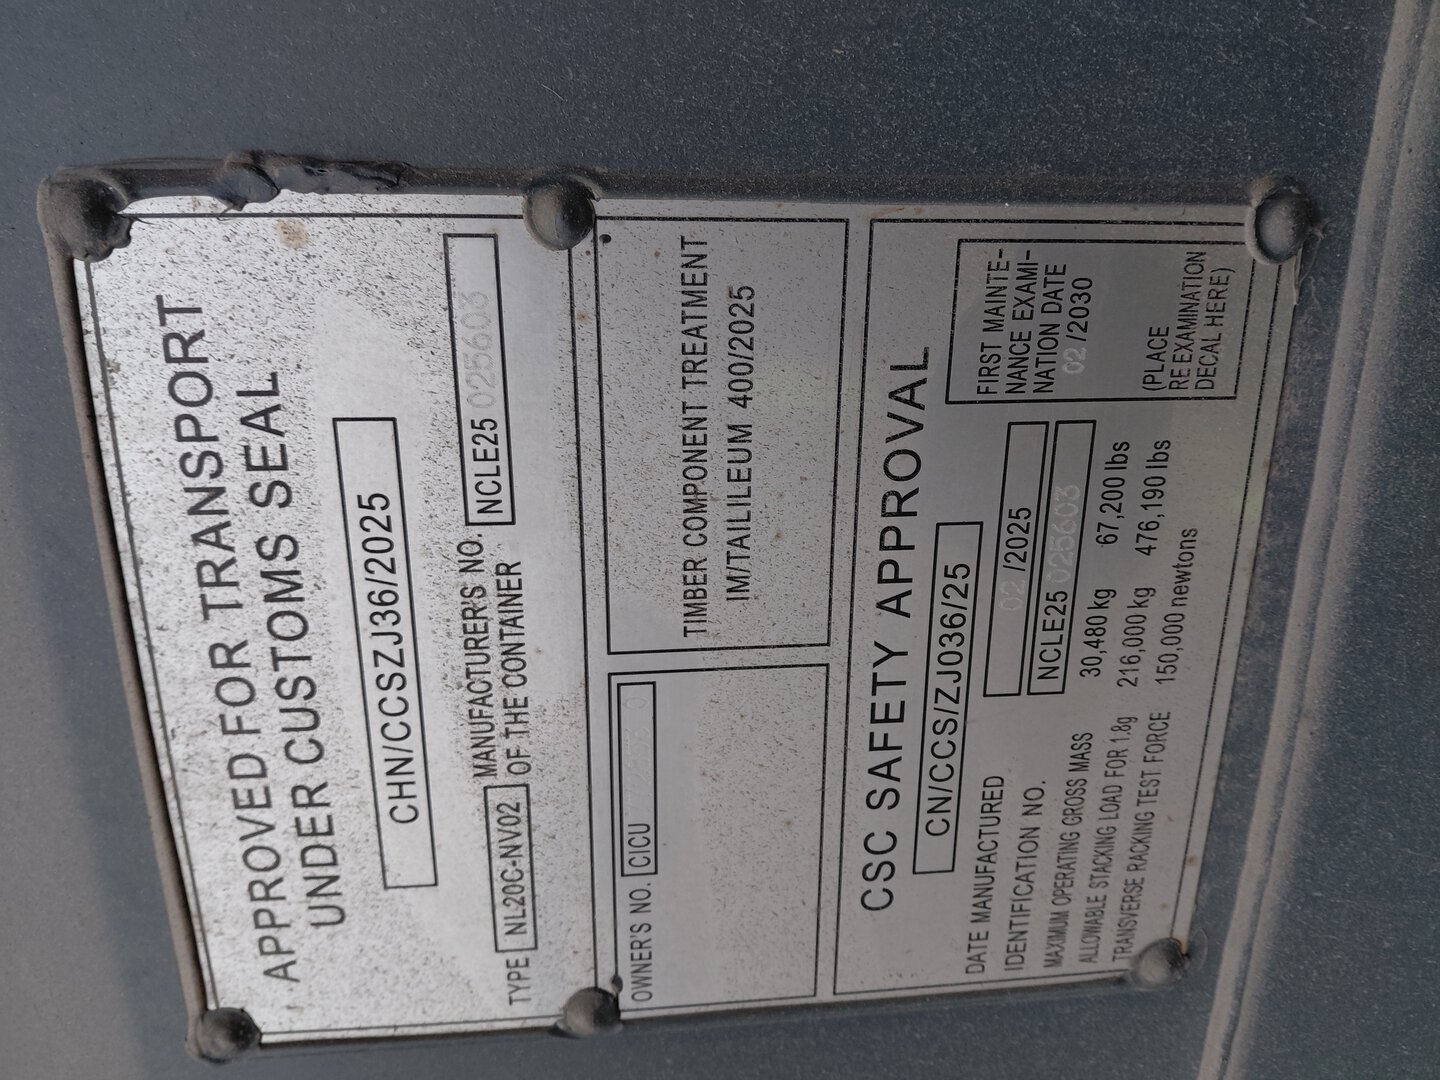 APPROVED FOR TRANSPORT
UNDER CUSTOMS SEAL
CHN/CCSZJ36/2025
TYPE NL20C-NV02 MANUFACTURER'S NO. OF THE CONTAINER NCLE25 025603
OWNER'S NO. CICU
TIMBER COMPONENT TREATMENT
IM/TAILILEUM 400/2025
CSC SAFETY APPROVAL
CN/CCS/ZJ036/25
DATE MANUFACTURED 02 /2025
IDENTIFICATION NO. NCLE25 025603
MAXIMUM OPERATING GROSS MASS 30,480 kg 67,200 lbs
ALLOWABLE STACKING LOAD FOR 1.8g 216,000 kg 476,190 lbs
TRANSVERSE RACKING TEST FORCE 150,000 newtons
FIRST MAINTE-
NANCE EXAMI-
NATION DATE
02 /2030
(PLACE
REEXAMINATION
DECAL HERE)